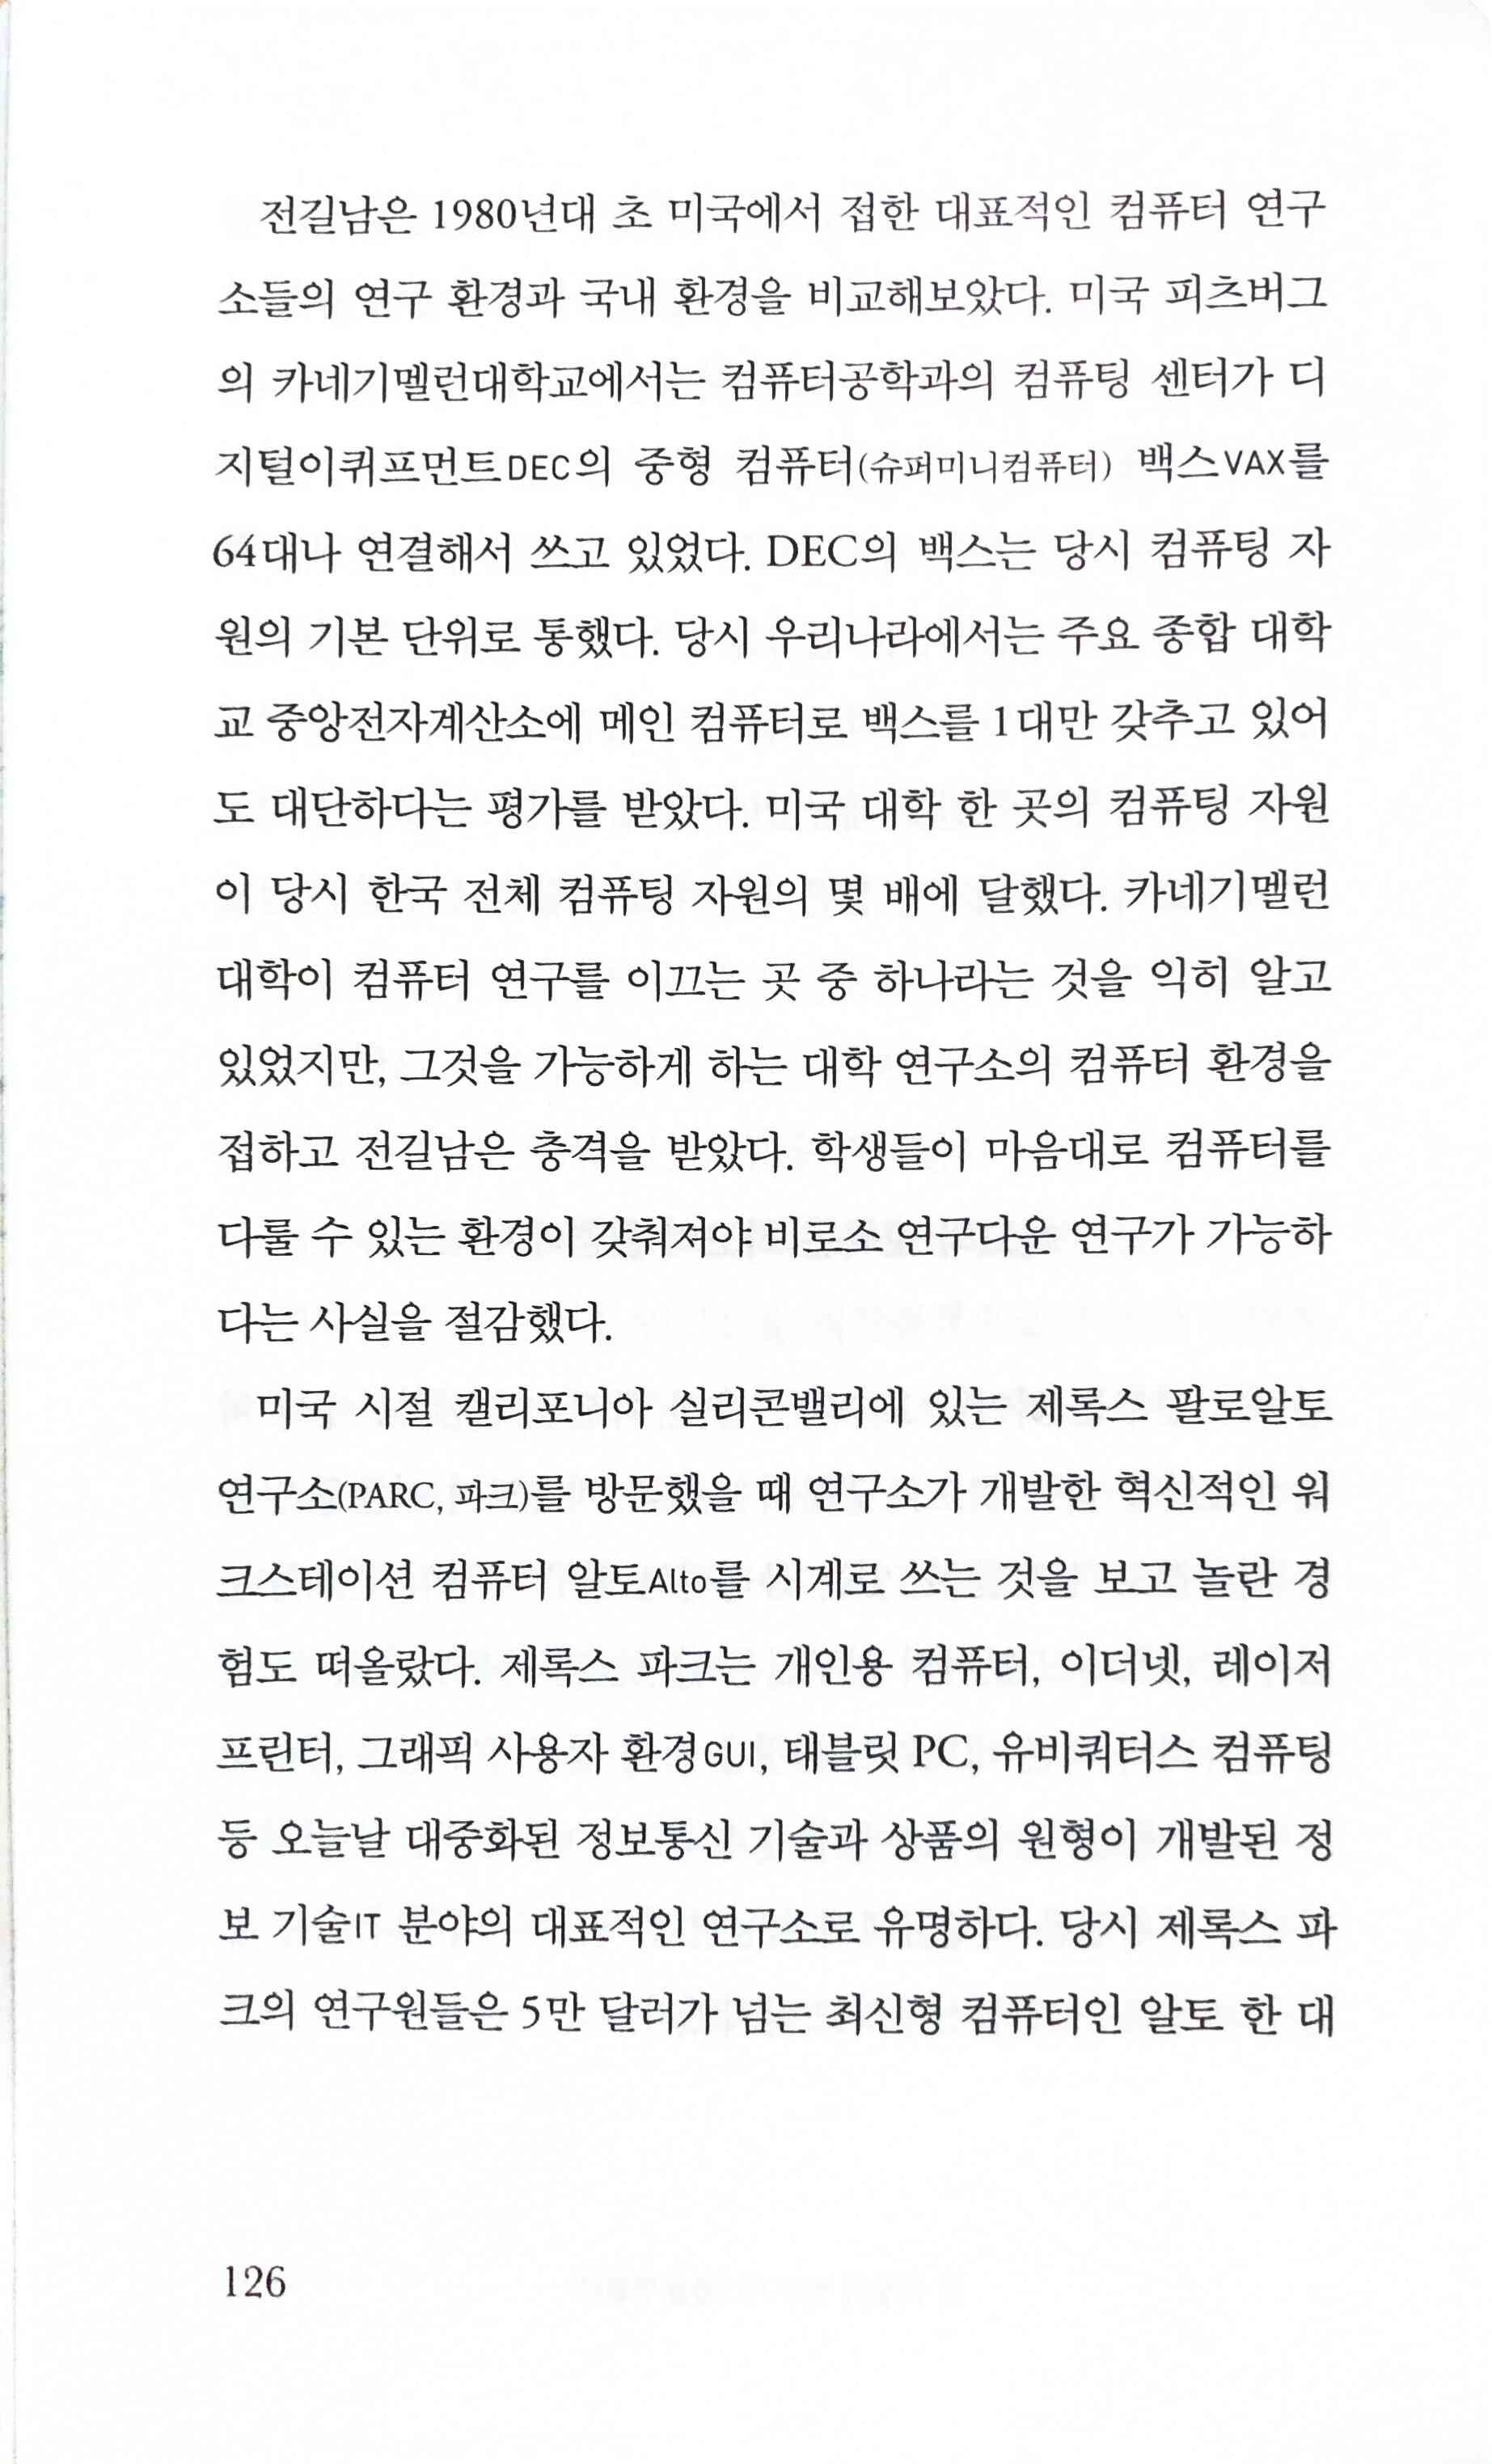 전길남은 1980년대 초 미국에서 접한 대표적인 컴퓨터 연구
소들의 연구 환경과 국내 환경을 비교해보았다. 미국 피츠버그
의 카네기멜런대학교에서는 컴퓨터공학과의 컴퓨팅 센터가 디
지털이퀴프먼트DEC의 중형 컴퓨터(슈퍼미니컴퓨터) 백스VAX를
64대나 연결해서 쓰고 있었다. DEC의 백스는 당시 컴퓨팅 자
원의 기본 단위로 통했다. 당시 우리나라에서는 주요 종합 대학
교 중앙전자계산소에 메인 컴퓨터로 백스를 1대만 갖추고 있어
도 대단하다는 평가를 받았다. 미국 대학 한 곳의 컴퓨팅 자원
이 당시 한국 전체 컴퓨팅 자원의 몇 배에 달했다. 카네기멜런
대학이 컴퓨터 연구를 이끄는 곳 중 하나라는 것을 익히 알고
있었지만, 그것을 가능하게 하는 대학 연구소의 컴퓨터 환경을
접하고 전길남은 충격을 받았다. 학생들이 마음대로 컴퓨터를
다룰 수 있는 환경이 갖춰져야 비로소 연구다운 연구가 가능하
다는 사실을 절감했다.
미국 시절 캘리포니아 실리콘밸리에 있는 제록스 팔로알토
연구소(PARC, 파크)를 방문했을 때 연구소가 개발한 혁신적인 워
크스테이션 컴퓨터 알토Alto를 시계로 쓰는 것을 보고 놀란 경
험도 떠올랐다. 제록스 파크는 개인용 컴퓨터, 이더넷, 레이저
프린터, 그래픽 사용자 환경GUI, 태블릿 PC, 유비쿼터스 컴퓨팅
등 오늘날 대중화된 정보통신 기술과 상품의 원형이 개발된 정
보 기술IT 분야의 대표적인 연구소로 유명하다. 당시 제록스 파
크의 연구원들은 5만 달러가 넘는 최신형 컴퓨터인 알토 한 대
126